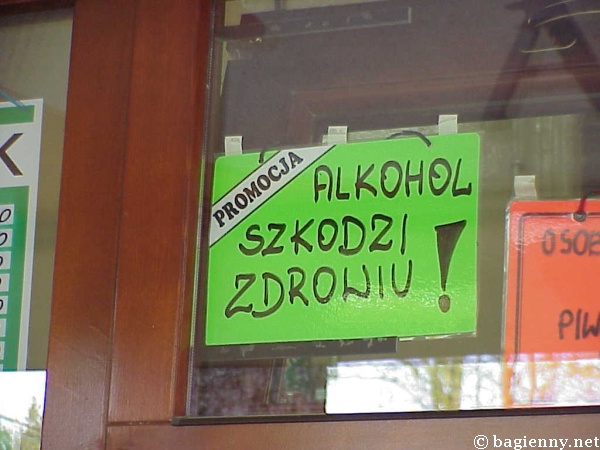 PROMOCJA
ALKOHOL
SZKODZI
ZDROWIU !
K
OSOB
PIW
© bagienny.net